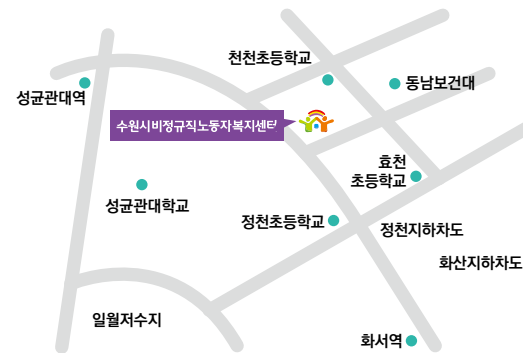 천천초등학교
동남보건대
성균관대역
수원시비정규직노동자복지센터
효천
초등학교
성균관대학교
정천초등학교
정천지하차도
화산지하차도
일월저수지
화서역